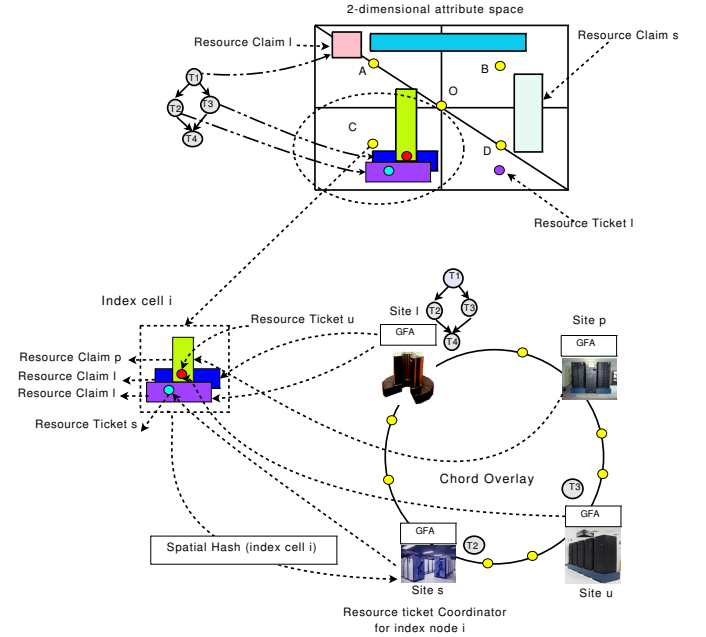 2-dimensional attribute space
Resource Claim l
Resource Claim s
A
B
T1
O
T2
T3
C
T4
D
Resource Ticket l
Index cell i
T1
Resource Ticket u
Site l
T2
T3
Site p
GFA
T4
GFA
Resource Claim p
Resource Claim l
Resource Claim l
Resource Ticket s
Chord Overlay
T3
GFA
GFA
T2
Spatial Hash (index cell i)
Site s
Site u
Resource ticket Coordinator
for index node i